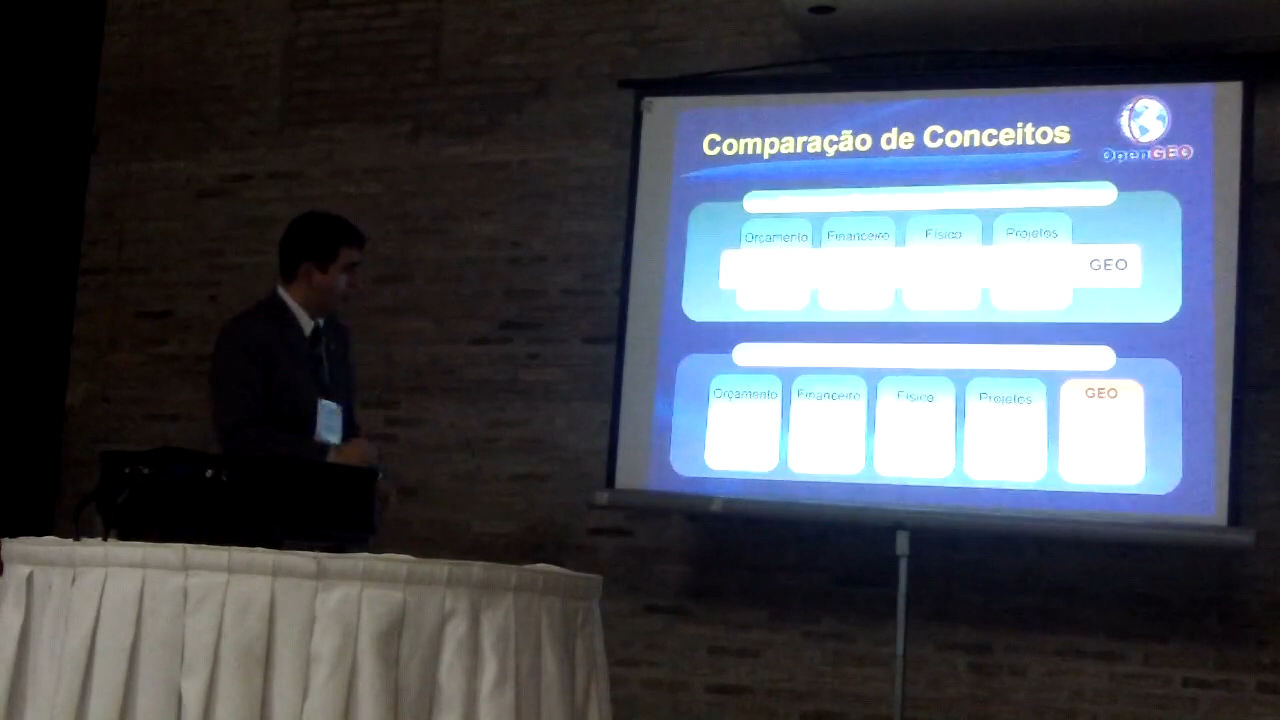 Comparação de Conceitos
OpenGEO
Orçamento Financeiro Físico Projetos
GEO
Orçamento Financeiro Físico Projetos GEO